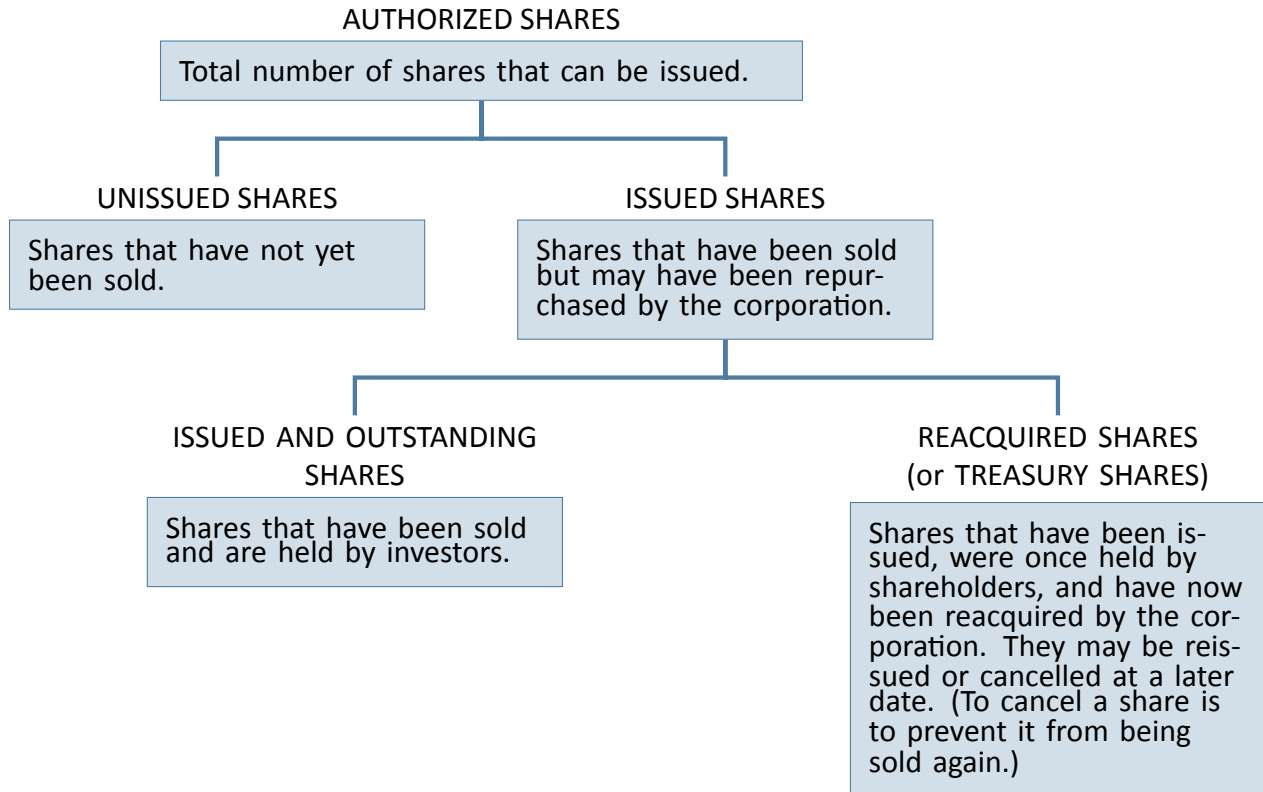 AUTHORIZED SHARES
Total number of shares that can be issued.
UNISSUED SHARES
Shares that have not yet
been sold.
ISSUED SHARES
Shares that have been sold
but may have been repur-
chased by the corporation.
ISSUED AND OUTSTANDING
SHARES
Shares that have been sold
and are held by investors.
REACQUIRED SHARES
(or TREASURY SHARES)
Shares that have been is-
sued, were once held by
shareholders, and have now
been reacquired by the cor-
poration. They may be reis-
sued or cancelled at a later
date. (To cancel a share is
to prevent it from being
sold again.)